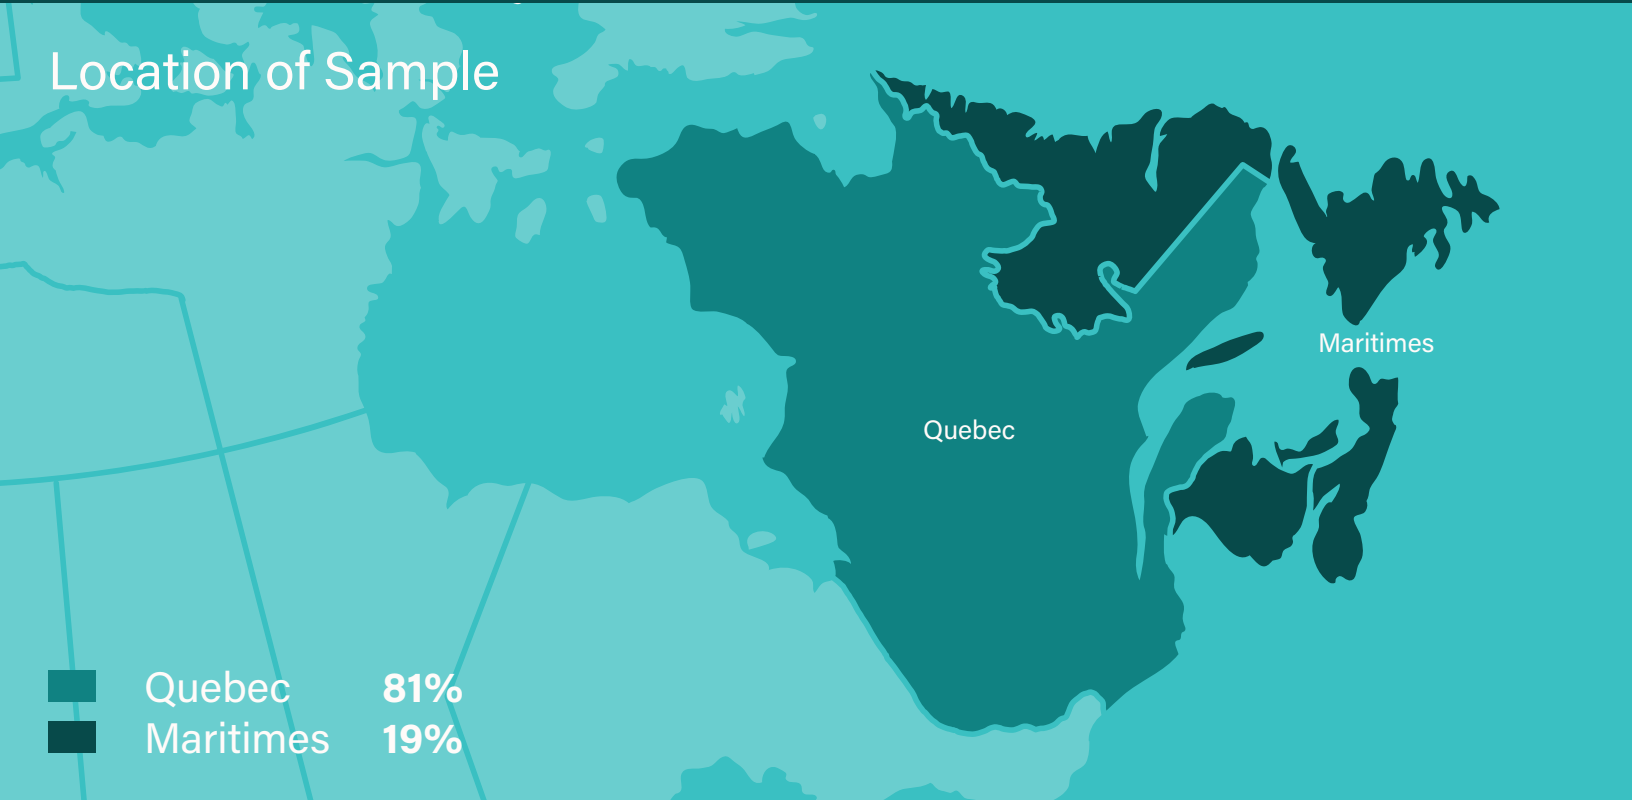 Location of Sample
Maritimes
Quebec
Quebec 81%
Maritimes 19%